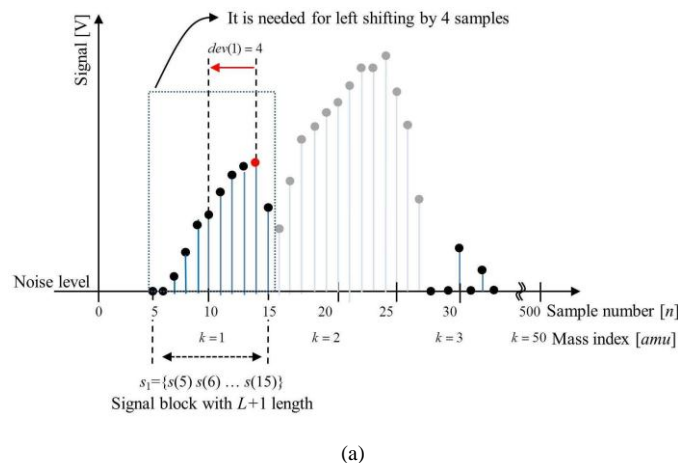 It is needed for left shifting by 4 samples
Signal [V]
dev(1) = 4
Noise level
0 5 10 15 20 25 30 500 Sample number [n]
k = 1 k = 2 k = 3 k = 50 Mass index [amu]
s₁={s(5) s(6) … s(15)}
Signal block with L+1 length
(a)